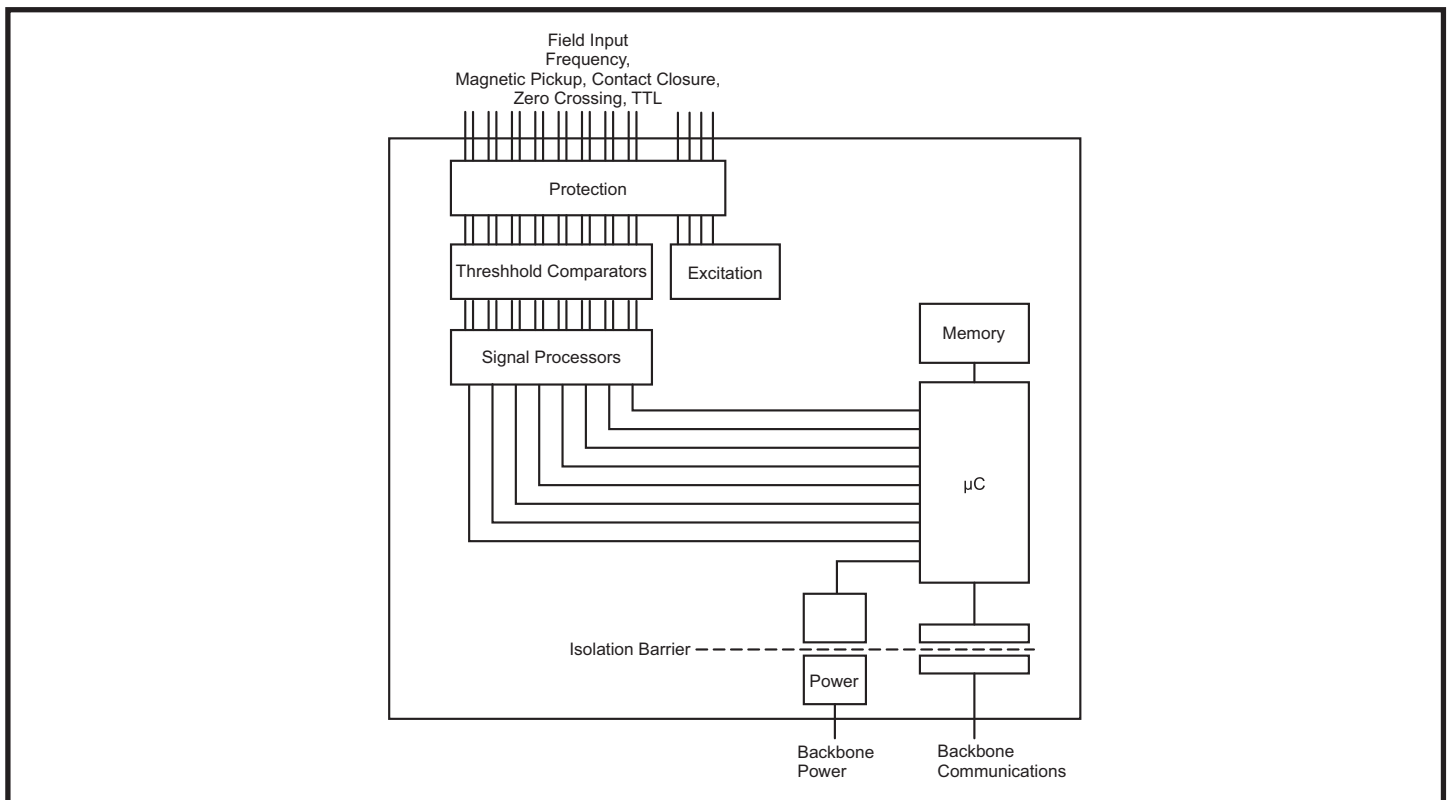 Field Input
Frequency,
Magnetic Pickup, Contact Closure,
Zero Crossing, TTL
Protection
Threshhold Comparators
Excitation
Signal Processors
Memory
µC
Isolation Barrier
Power
Backbone
Power
Backbone
Communications